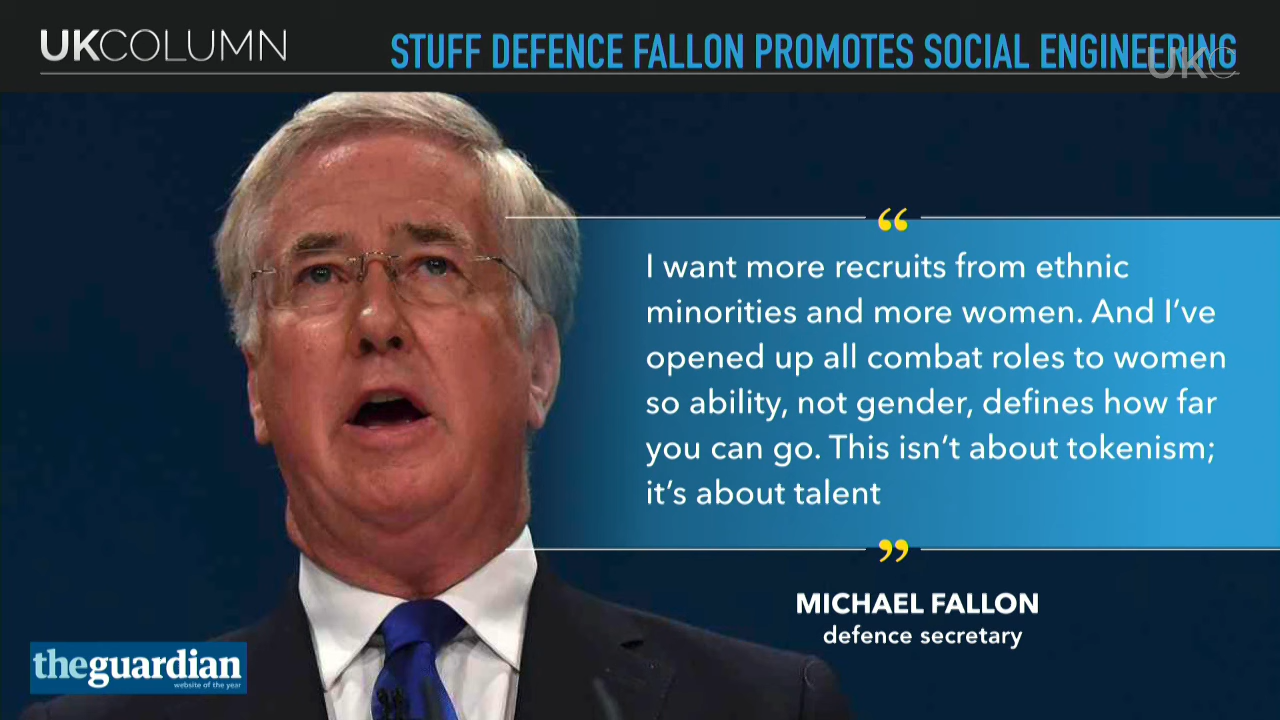 UKCOLUMN
STUFF DEFENCE FALLON PROMOTES SOCIAL ENGINEERING
UKC
“
I want more recruits from ethnic
minorities and more women. And I’ve
opened up all combat roles to women
so ability, not gender, defines how far
you can go. This isn’t about tokenism;
it’s about talent
”
MICHAEL FALLON
defence secretary
theguardian
website of the year